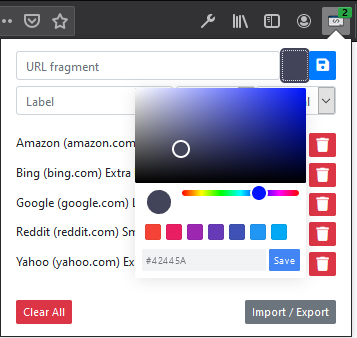 2
URL fragment
Label
l
Amazon (amazon.com
Bing (bing.com) Extra
Google (google.com) L
Reddit (reddit.com) Sm
Yahoo (yahoo.com) Ex
#42445A
Save
Clear All
Import / Export